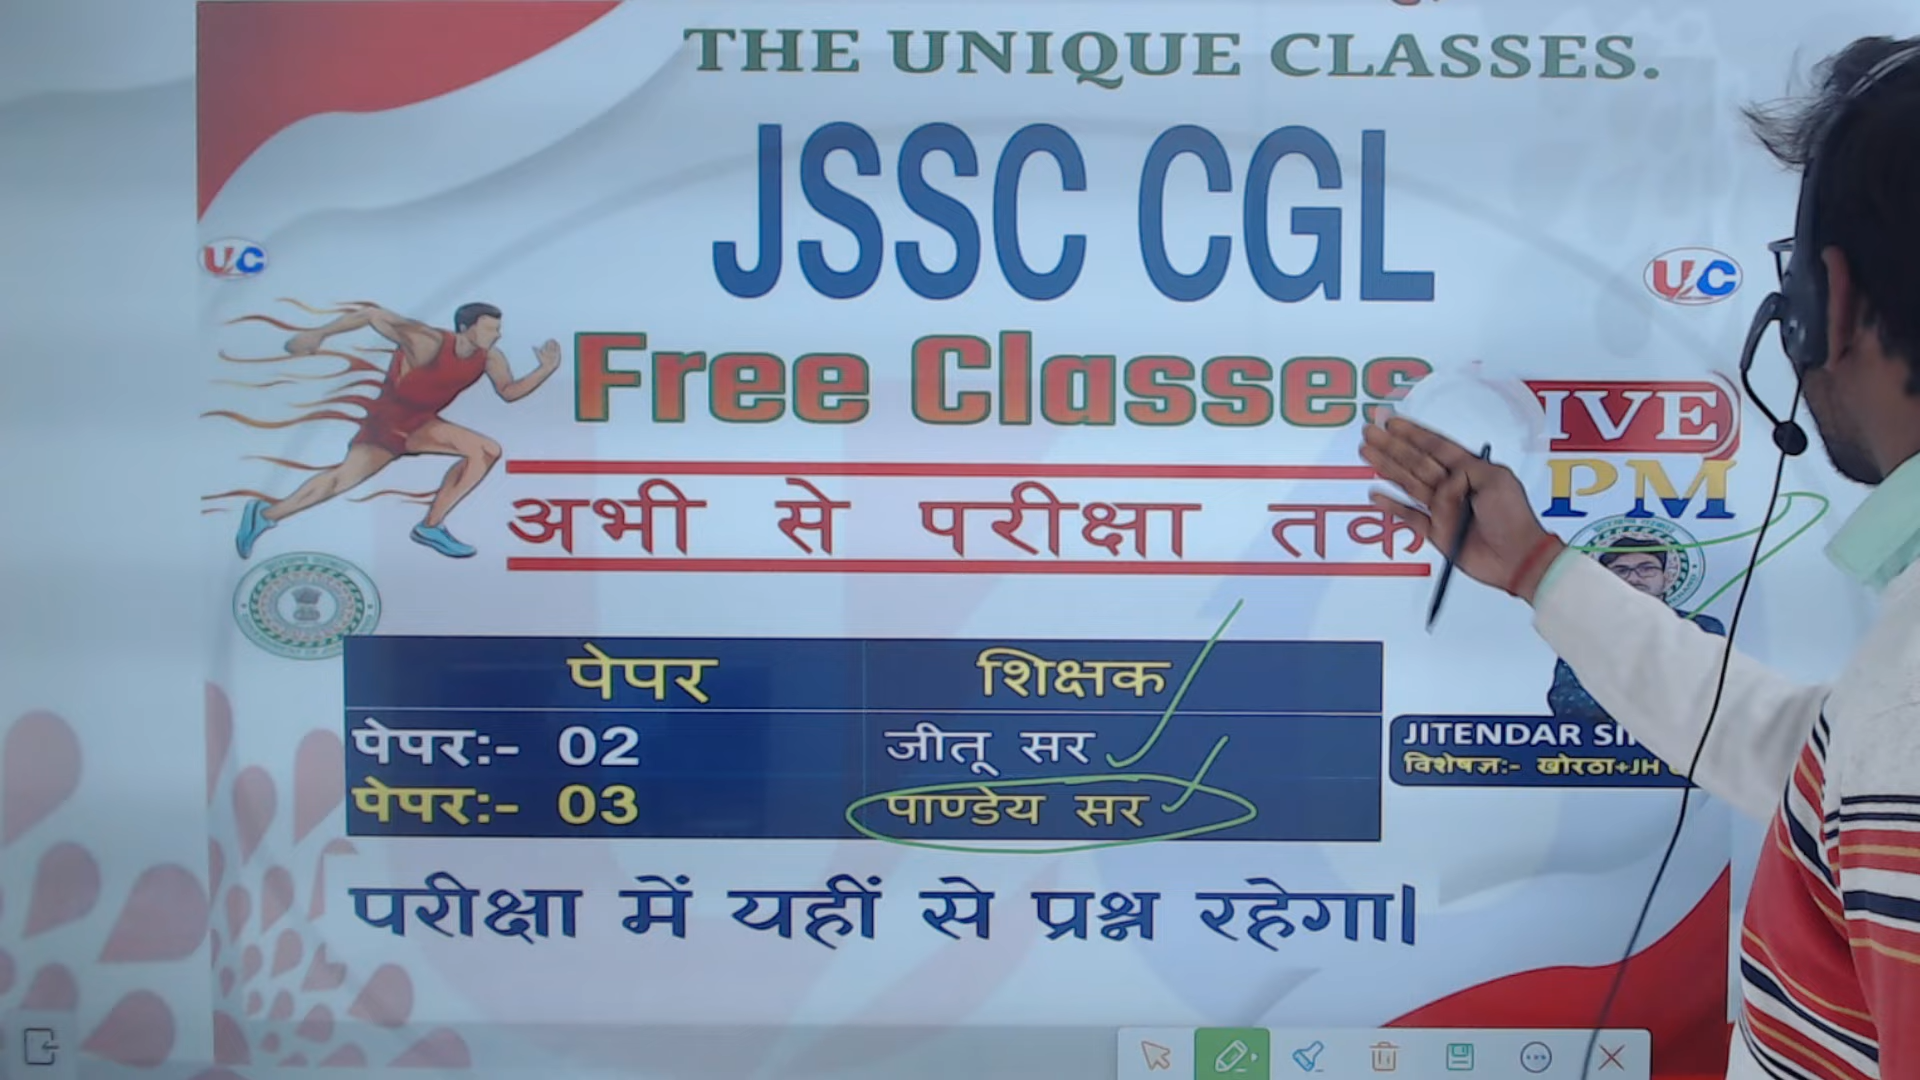 THE UNIQUE CLASSES.
JSSC CGL
UC
UC
Free Classes
IVE
PM
अभी से परीक्षा तक
पेपर शिक्षक
पेपर:- 02 जीतू सर
पेपर:- 03 पाण्डेय सर
JITENDAR
विशेषज्ञ:- खोरठा+JH
परीक्षा में यहीं से प्रश्न रहेगा।